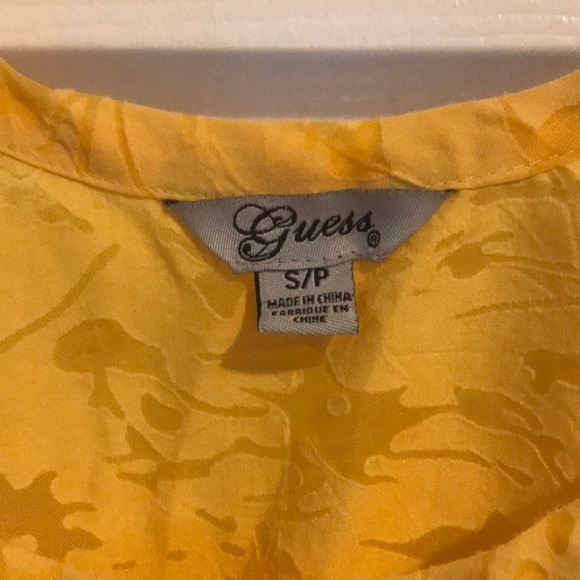 Guess®
S/P
MADE IN CHINA
FABRIQUE EN
CHINE